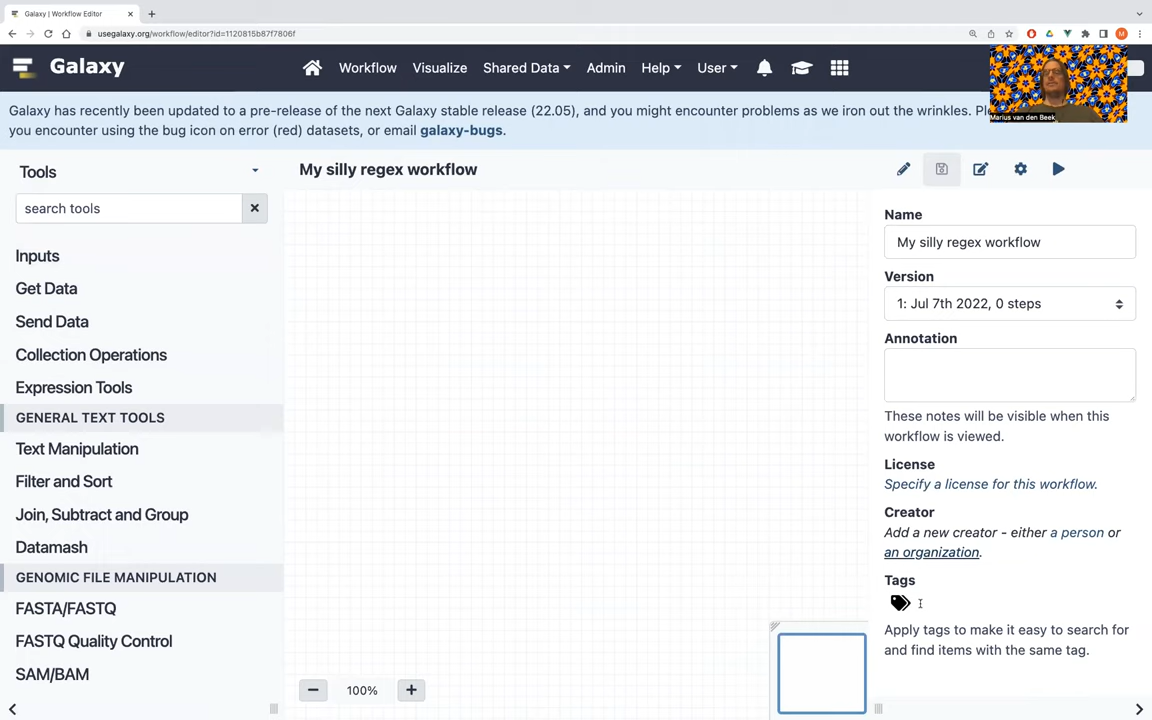 Galaxy | Workflow Editor
usegalaxy.org/workflow/editor?id=1120815b87f7806f
M
Galaxy
Workflow Visualize Shared Data Admin Help User
Marius van den Beek
Galaxy has recently been updated to a pre-release of the next Galaxy stable release (22.05), and you might encounter problems as we iron out the wrinkles.
you encounter using the bug icon on error (red) datasets, or email galaxy-bugs.
Tools
My silly regex workflow
search tools
Inputs
Get Data
Send Data
Collection Operations
Expression Tools
GENERAL TEXT TOOLS
Text Manipulation
Filter and Sort
Join, Subtract and Group
Datamash
GENOMIC FILE MANIPULATION
FASTA/FASTQ
FASTQ Quality Control
SAM/BAM
100%
Name
My silly regex workflow
Version
1: Jul 7th 2022, 0 steps
Annotation
These notes will be visible when this
workflow is viewed.
License
Specify a license for this workflow.
Creator
Add a new creator - either a person or
an organization.
Tags
Apply tags to make it easy to search for
and find items with the same tag.